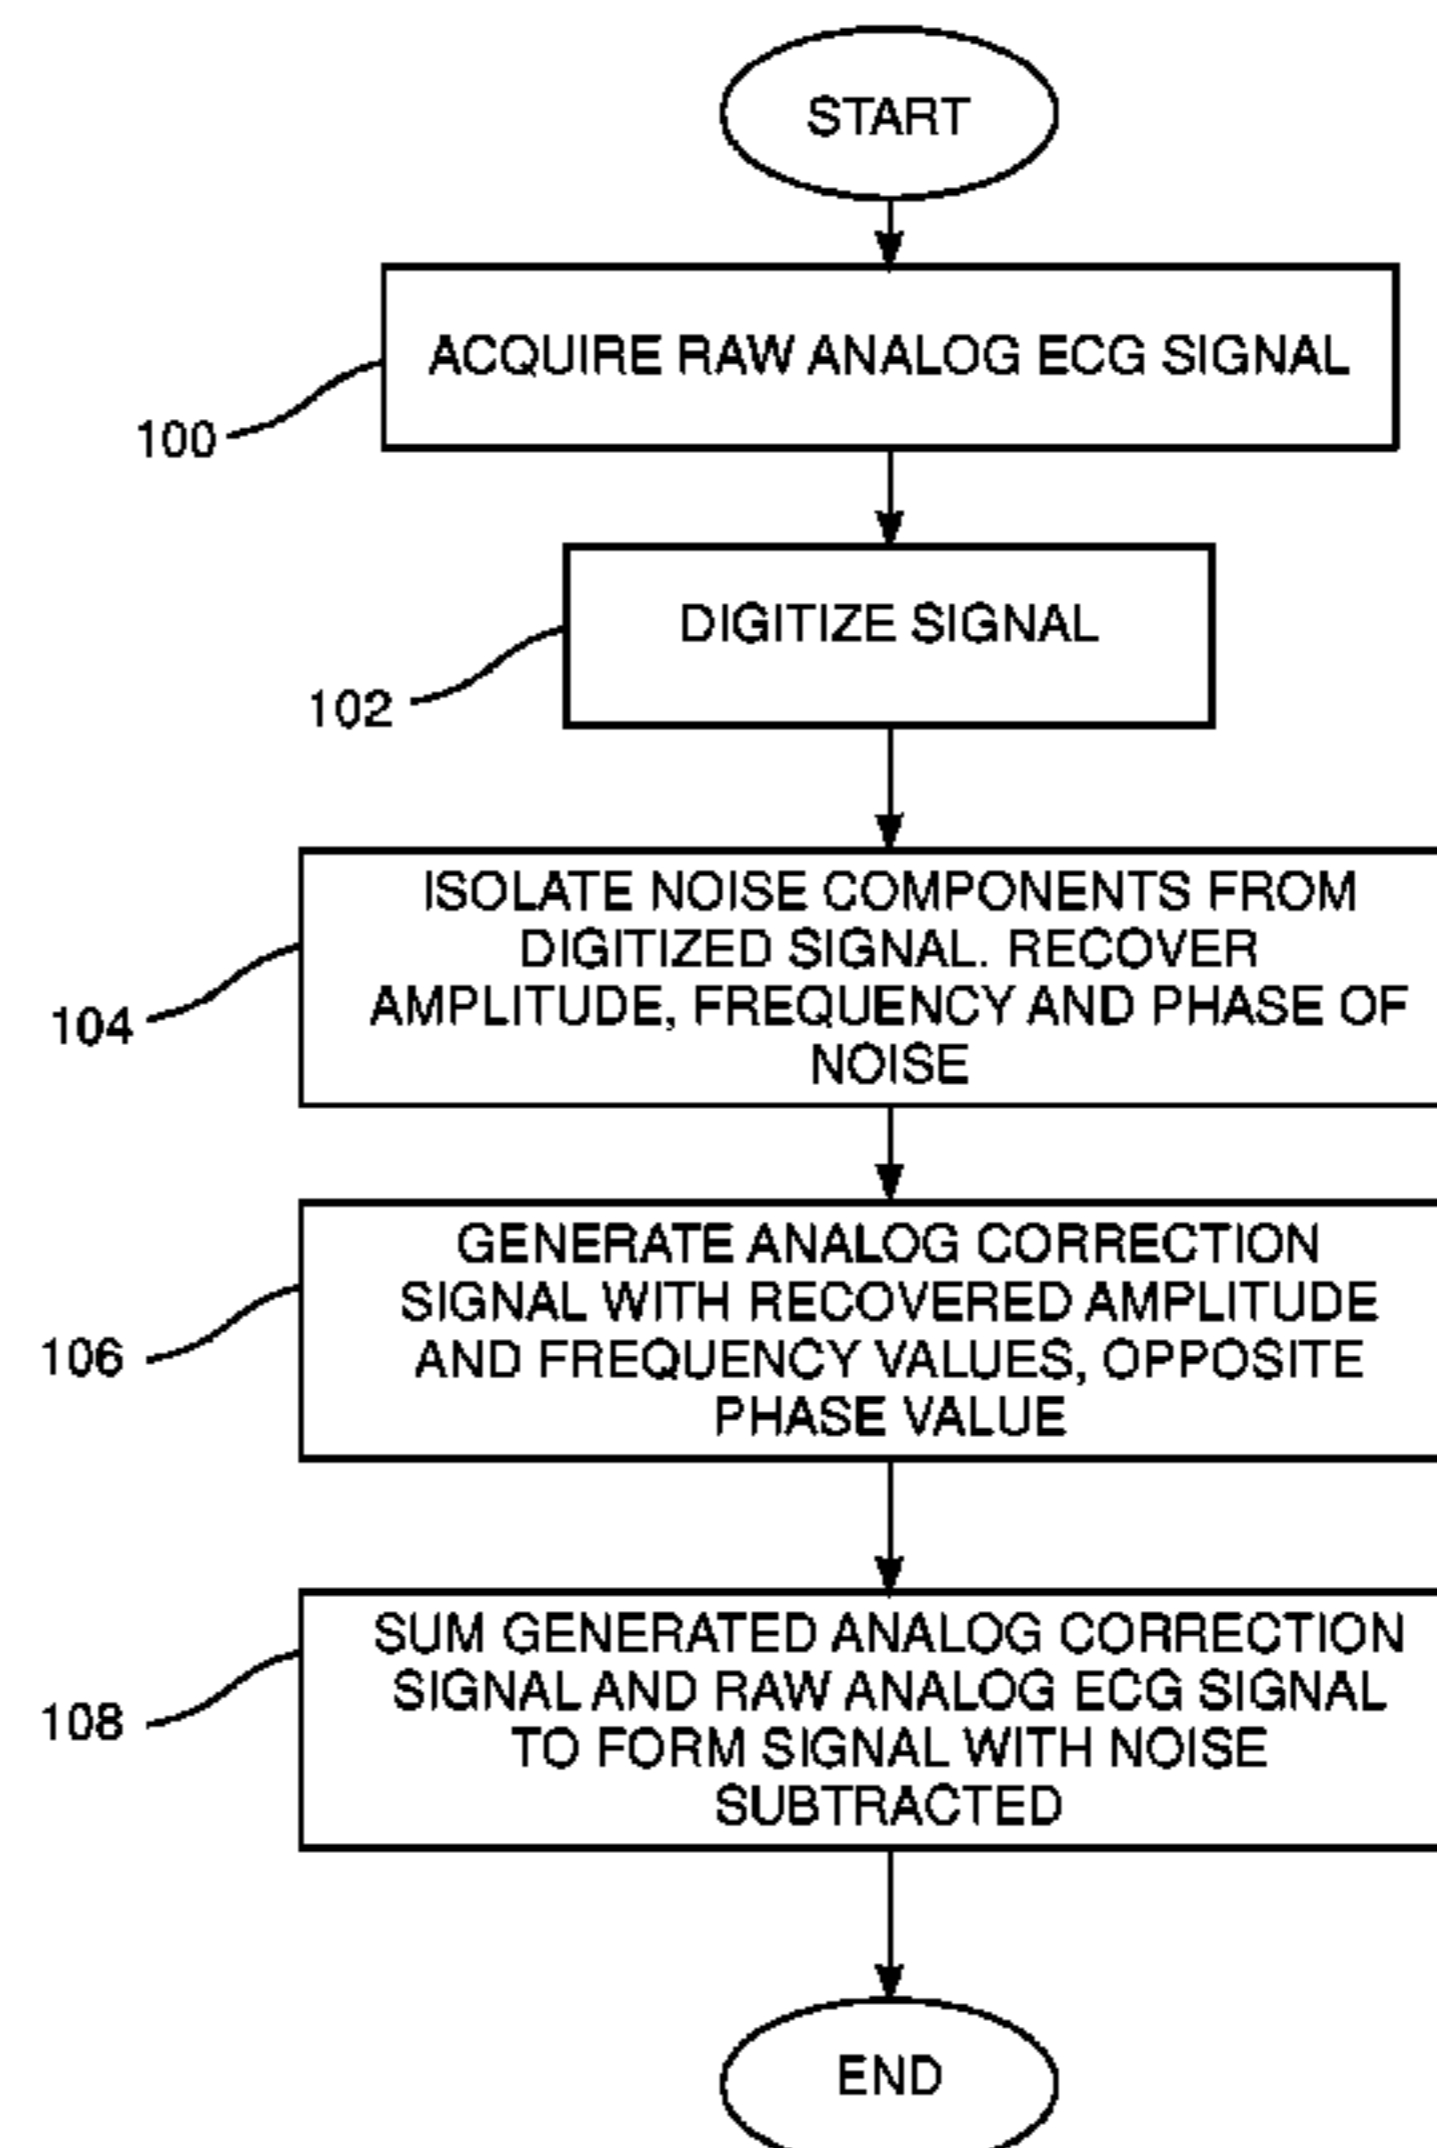 START
ACQUIRE RAW ANALOG ECG SIGNAL
100
DIGITIZE SIGNAL
102
ISOLATE NOISE COMPONENTS FROM
DIGITIZED SIGNAL. RECOVER
AMPLITUDE, FREQUENCY AND PHASE OF
NOISE
104
GENERATE ANALOG CORRECTION
SIGNAL WITH RECOVERED AMPLITUDE
AND FREQUENCY VALUES, OPPOSITE
PHASE VALUE
106
SUM GENERATED ANALOG CORRECTION
SIGNAL AND RAW ANALOG ECG SIGNAL
TO FORM SIGNAL WITH NOISE
SUBTRACTED
108
END